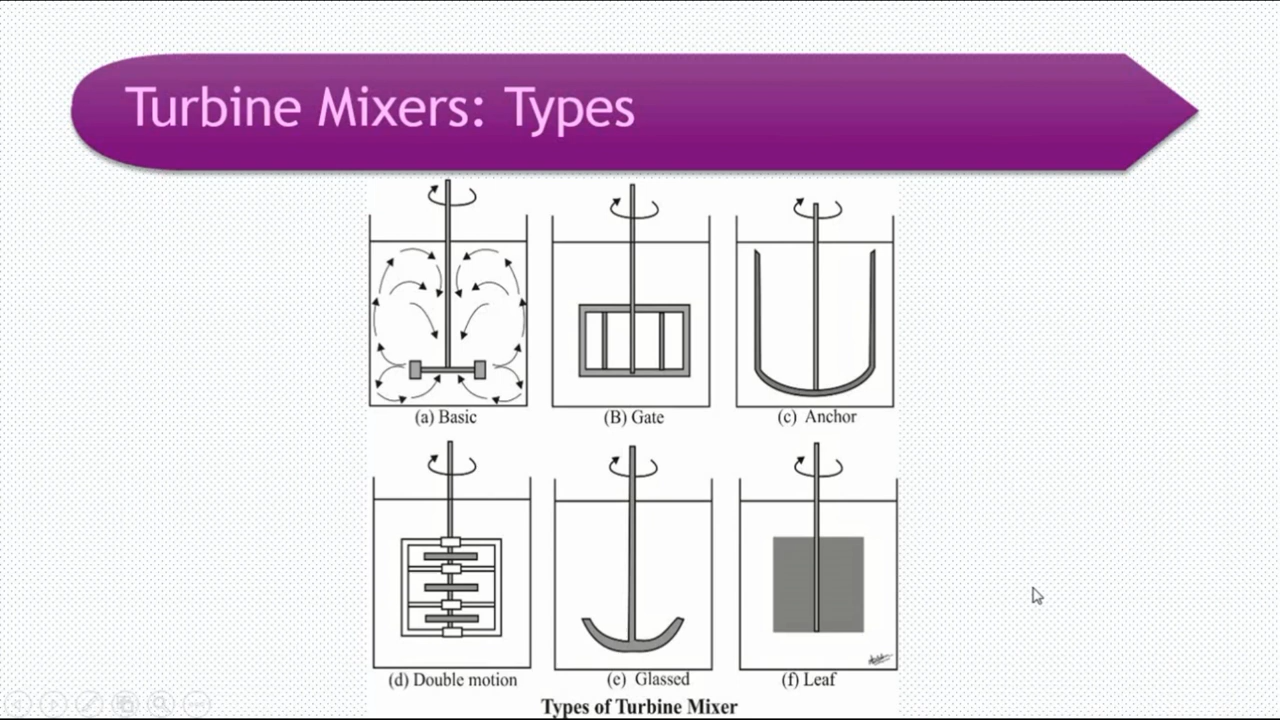 Turbine Mixers: Types
(a) Basic
(B) Gate
(c) Anchor
(d) Double motion
(e) Glassed
(f) Leaf
Types of Turbine Mixer